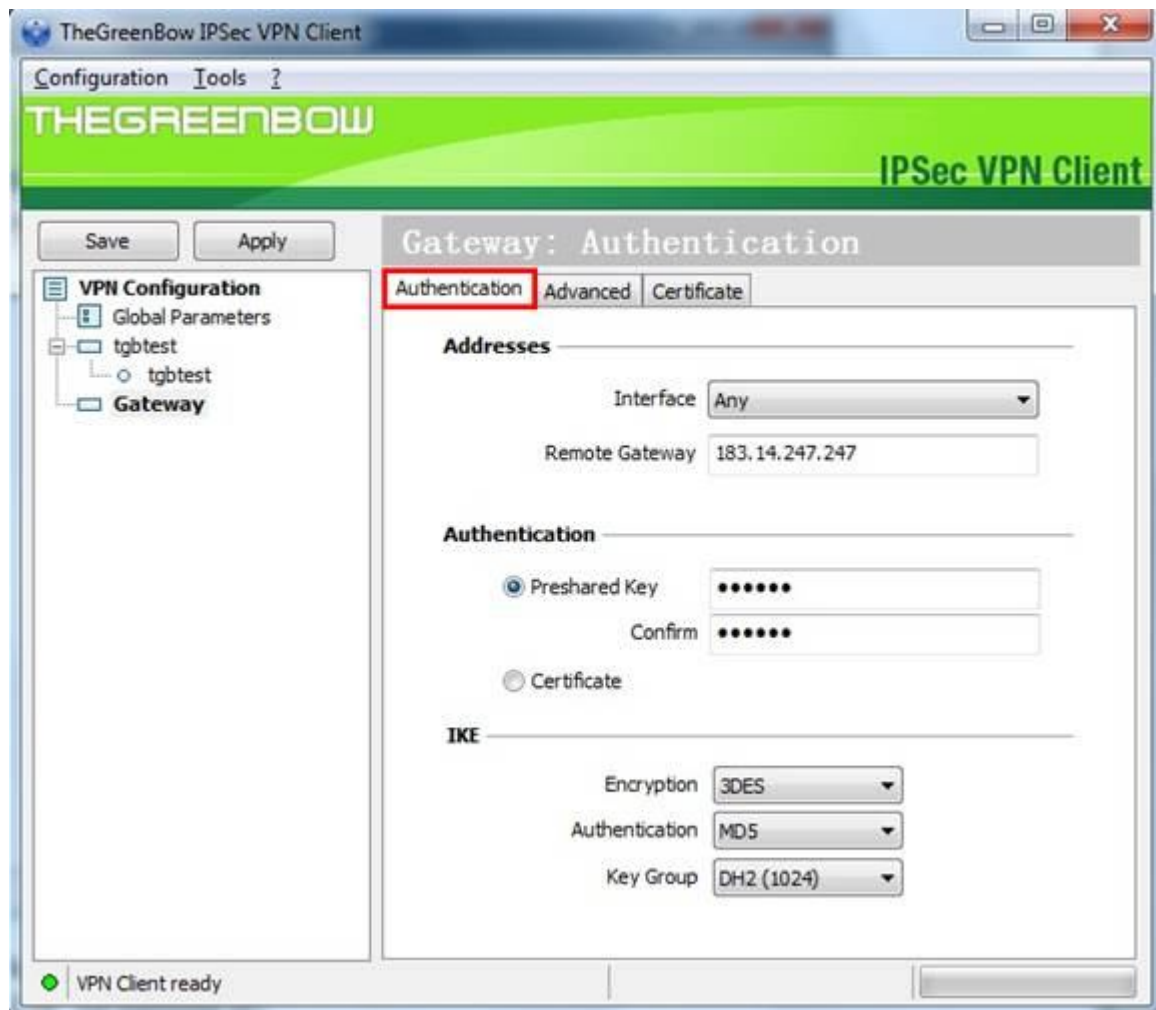 TheGreenBow IPSec VPN Client
Configuration Tools ?
THEGREENBOW
IPSec VPN Client
Save Apply
Gateway: Authentication
VPN Configuration
Global Parameters
tgbtest
tgbtest
Gateway
Authentication Advanced Certificate
Addresses
Interface Any
Remote Gateway 183.14.247.247
Authentication
Preshared Key ••••••
Confirm ••••••
Certificate
IKE
Encryption 3DES
Authentication MD5
Key Group DH2 (1024)
VPN Client ready